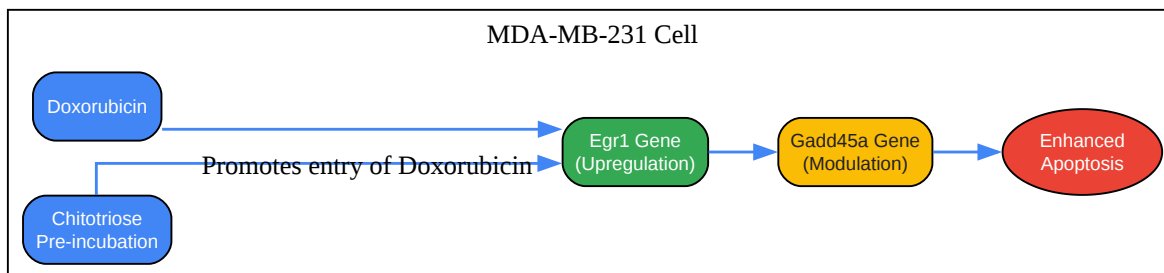 MDA-MB-231 Cell
Doxorubicin
Promotes entry of Doxorubicin
Chitotriose
Pre-incubation
Egr1 Gene
(Upregulation)
Gadd45a Gene
(Modulation)
Enhanced
Apoptosis